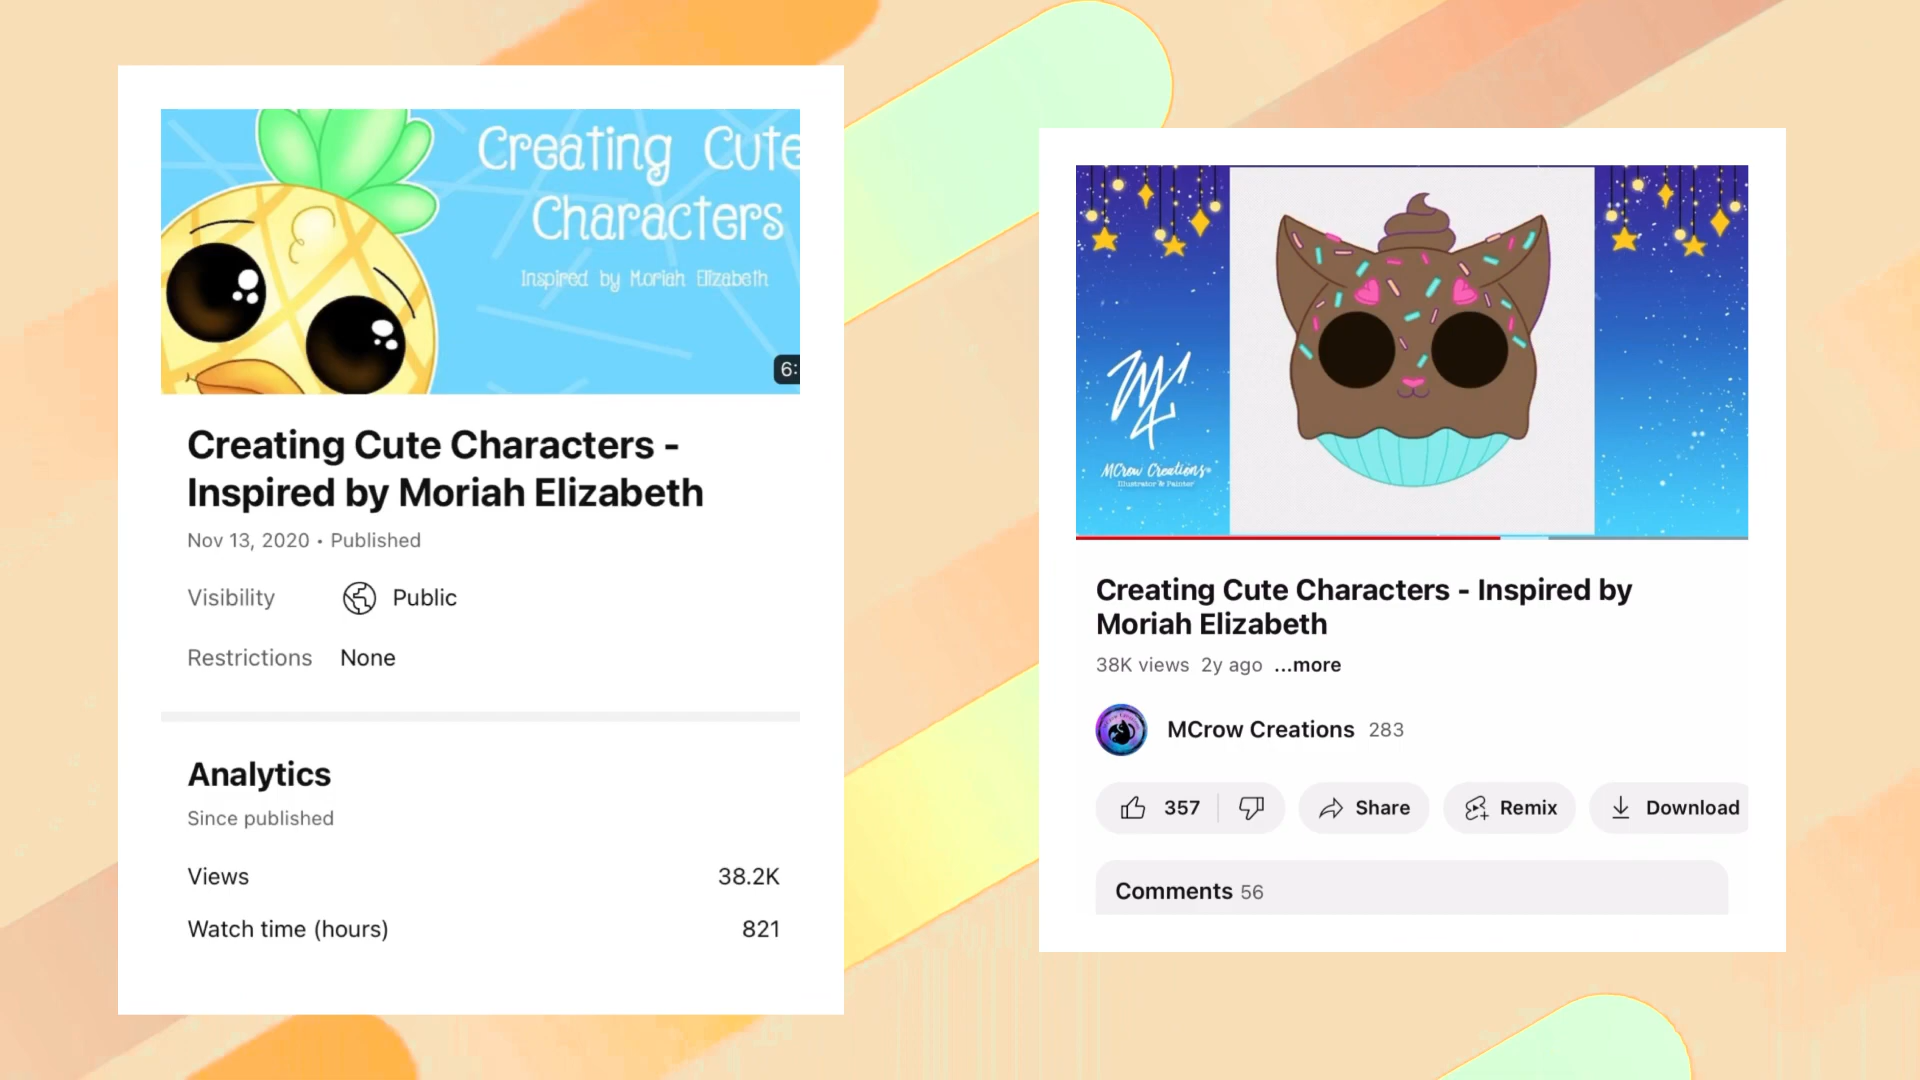 Creating Cute
Characters
Inspired by Moriah Elizabeth
6:
Creating Cute Characters -
Inspired by Moriah Elizabeth
Nov 13, 2020 • Published
Visibility Public
Restrictions None
Analytics
Since published
Views 38.2K
Watch time (hours) 821
MCrow Creations
Illustrator & Painter
Creating Cute Characters - Inspired by
Moriah Elizabeth
38K views 2y ago ...more
MCrow Creations 283
357 Share Remix Download
Comments 56